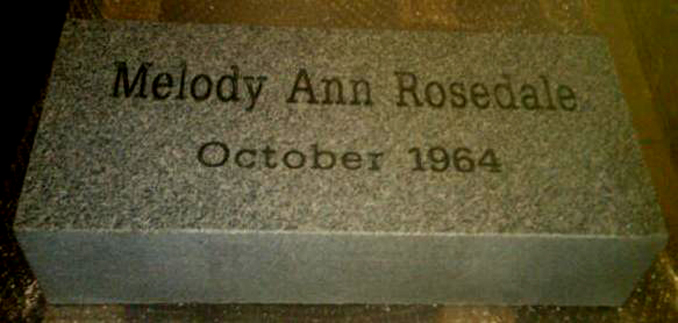 Melody Ann Rosedale
October 1964